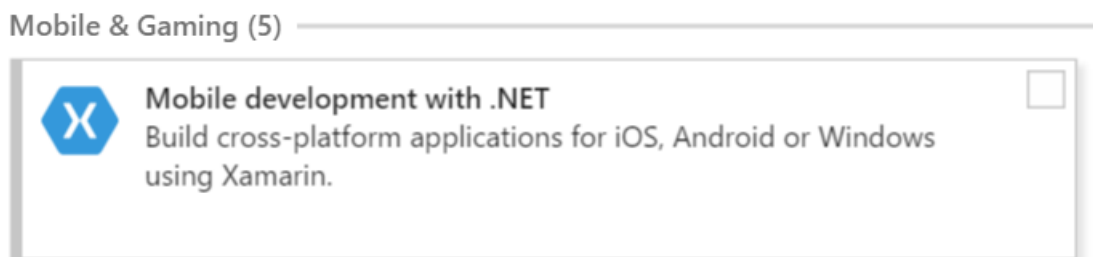 Mobile & Gaming (5)
Mobile development with .NET
Build cross-platform applications for iOS, Android or Windows
using Xamarin.